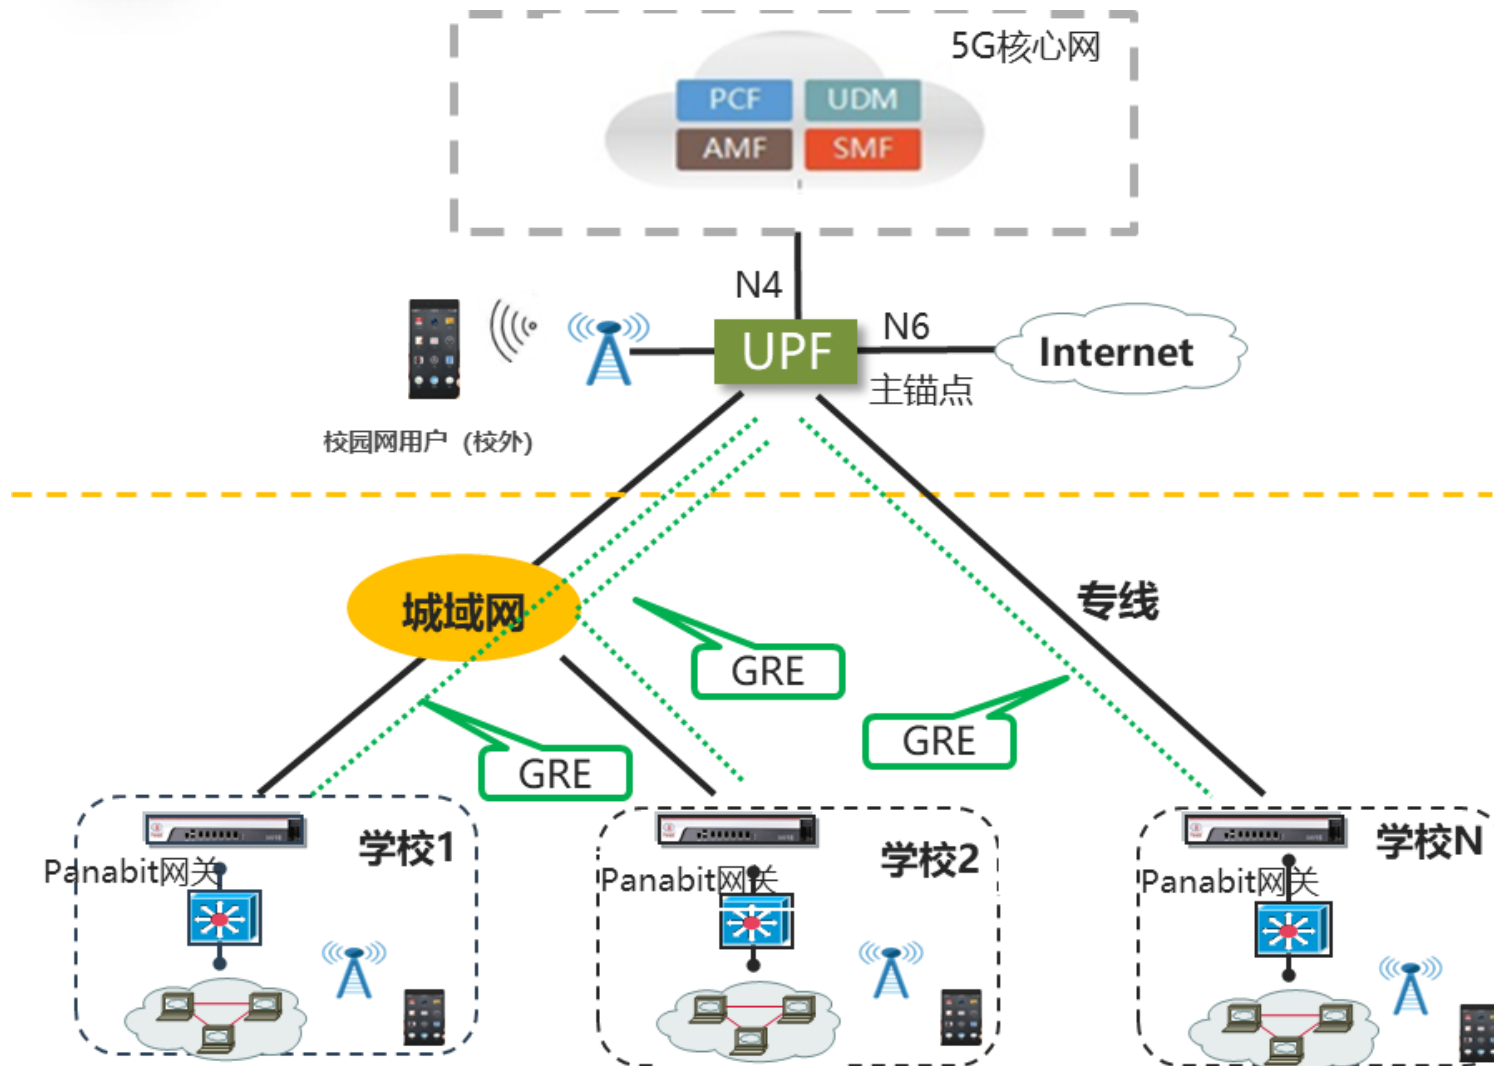 5G核心网
PCF
UDM
AMF
SMF
N4
UPF
N6
Internet
主锚点
校园网用户（校外）
城域网
专线
GRE
GRE
GRE
学校1
Panabit网关
学校2
Panabit网关
学校N
Panabit网关